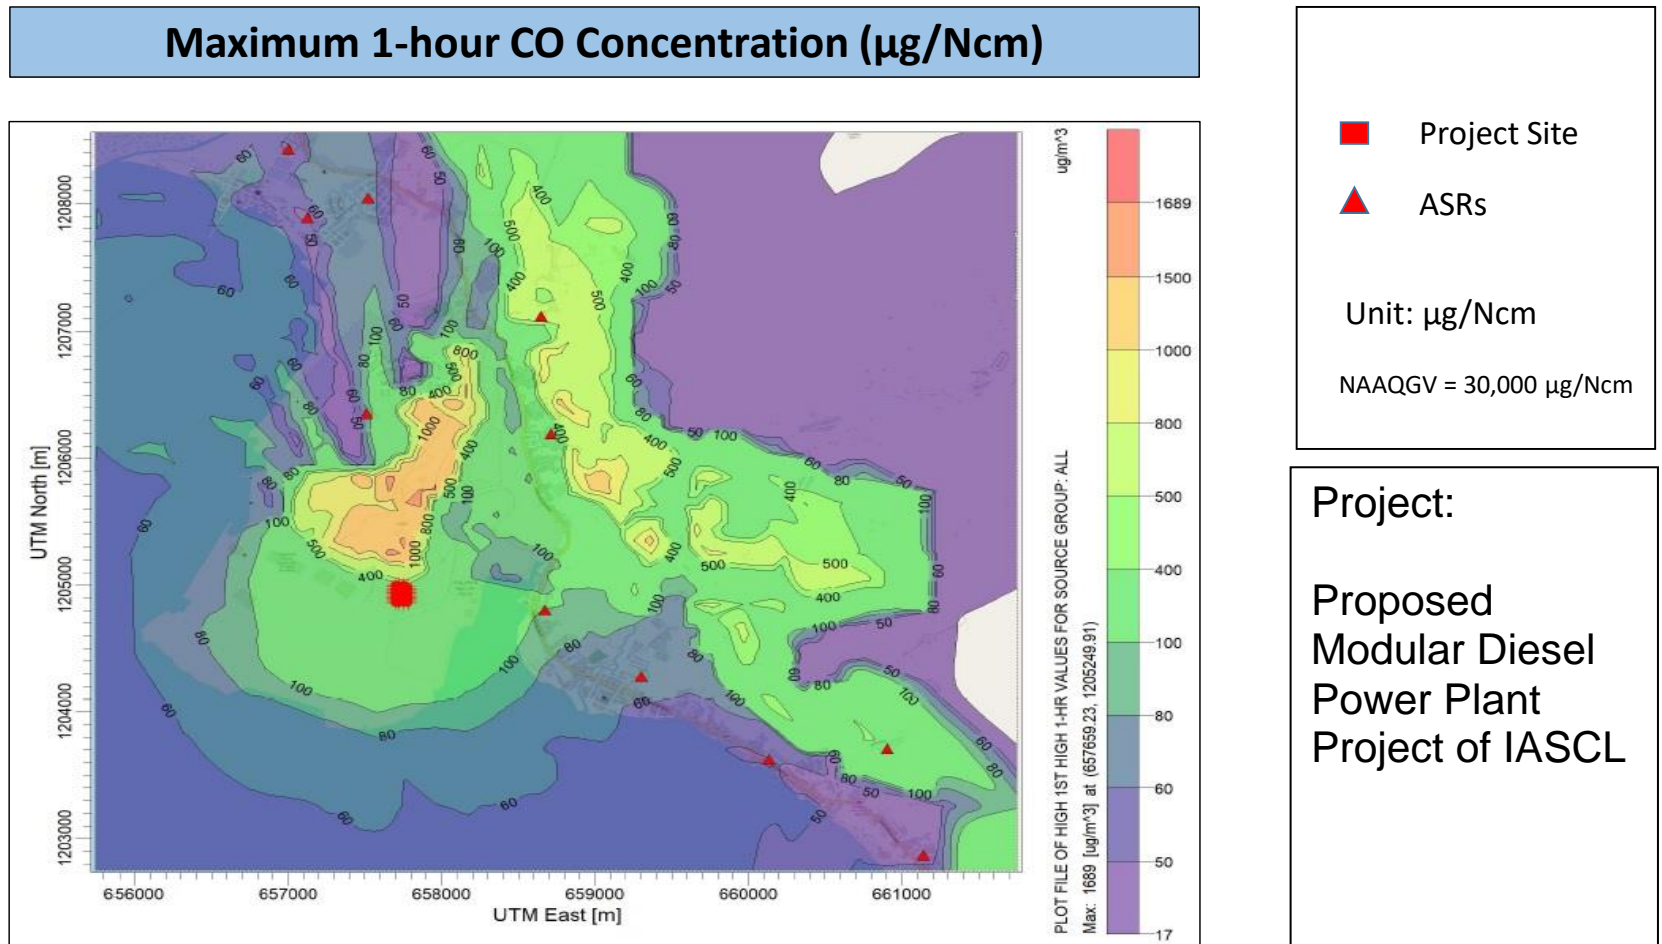 Maximum 1-hour CO Concentration (µg/Ncm)
Project Site
ASRs
Unit: µg/Ncm
NAAQGV = 30,000 µg/Ncm
Project:
Proposed
Modular Diesel
Power Plant
Project of IASCL
UTM North [m]
1208000
1207000
1206000
1205000
1204000
1203000
656000 657000 658000 659000 660000 661000
UTM East [m]
PLOT FILE OF HIGH 1ST HIGH 1-HR VALUES FOR SOURCE GROUP: ALL
ug/m^3
Max: 1689 [ug/m^3] at (657659.23, 1205249.91)
1689
1500
1000
800
500
400
100
80
60
50
17